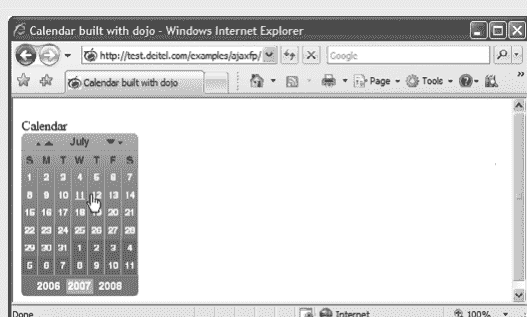 Calendar built with dojo - Windows Internet Explorer
http://test.deitel.com/examples/ajaxfp/
Google
Calendar built with dojo
Page
Tools
Calendar
July
S M T W T F S
1 2 3 4 5 6 7
8 9 10 11 12 13 14
15 16 17 18 19 20 21
22 23 24 25 26 27 28
29 30 31 1 2 3 4
5 6 7 8 9 10 11
2006 2007 2008
Done
Internet
100%